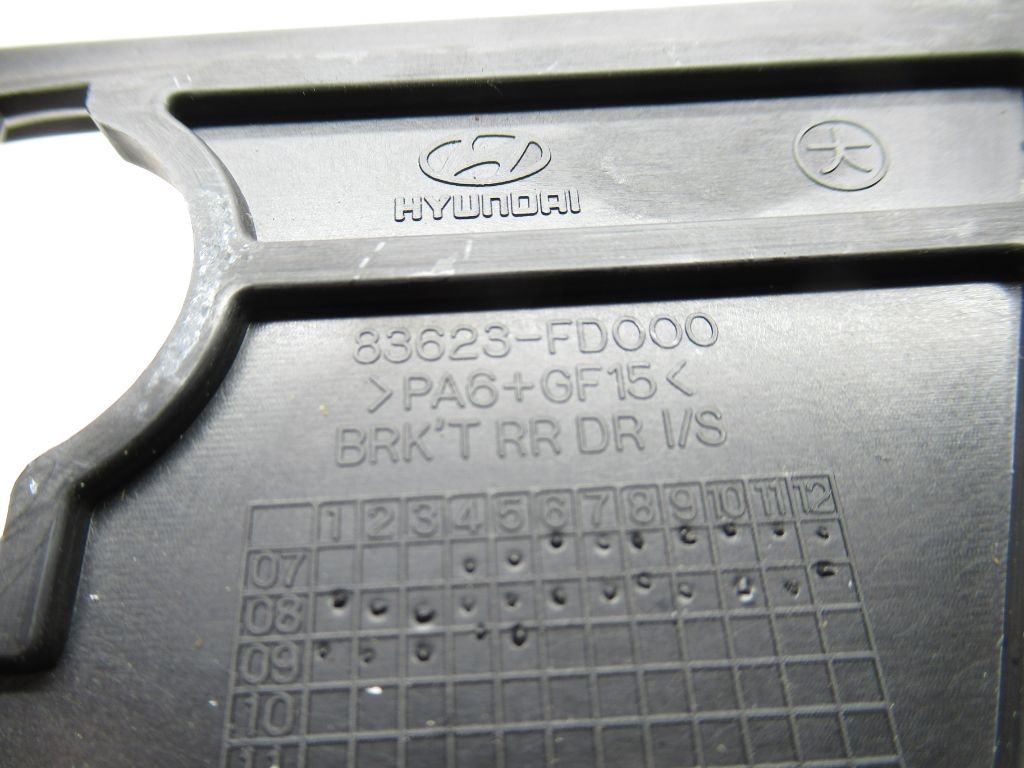 HYUNDAI
大
83623-FD000
>PA6+GF15<
BRK'T RR DR I/S
1 2 3 4 5 6 7 8 9 10 11 12
07
08
09
10
11